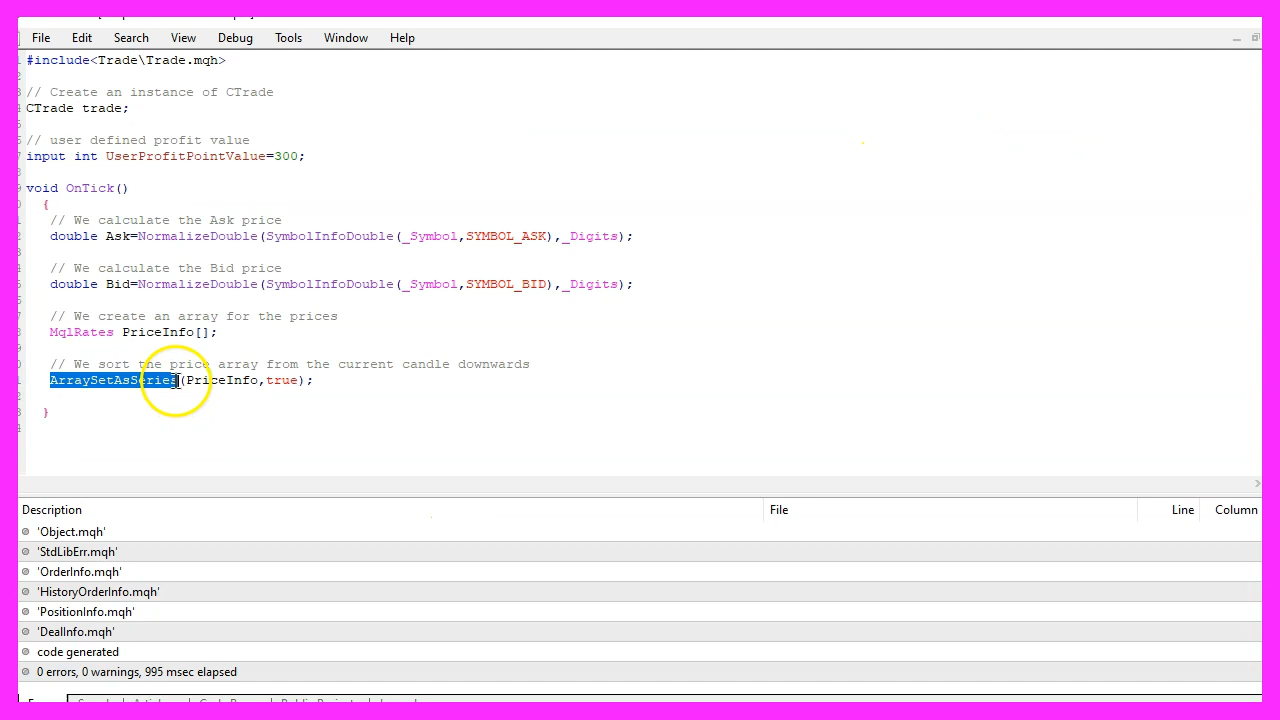 File Edit Search View Debug Tools Window Help
#include<Trade\Trade.mqh>
// Create an instance of CTrade
CTrade trade;
// user defined profit value
input int UserProfitPointValue=300;
void OnTick()
{
// We calculate the Ask price
double Ask=NormalizeDouble(SymbolInfoDouble(_Symbol,SYMBOL_ASK),_Digits);
// We calculate the Bid price
double Bid=NormalizeDouble(SymbolInfoDouble(_Symbol,SYMBOL_BID),_Digits);
// We create an array for the prices
MqlRates PriceInfo[];
// We sort the price array from the current candle downwards
ArraySetAsSeries(PriceInfo,true);
}
Description File Line Column
'Object.mqh'
'StdLibErr.mqh'
'OrderInfo.mqh'
'HistoryOrderInfo.mqh'
'PositionInfo.mqh'
'DealInfo.mqh'
code generated
0 errors, 0 warnings, 995 msec elapsed